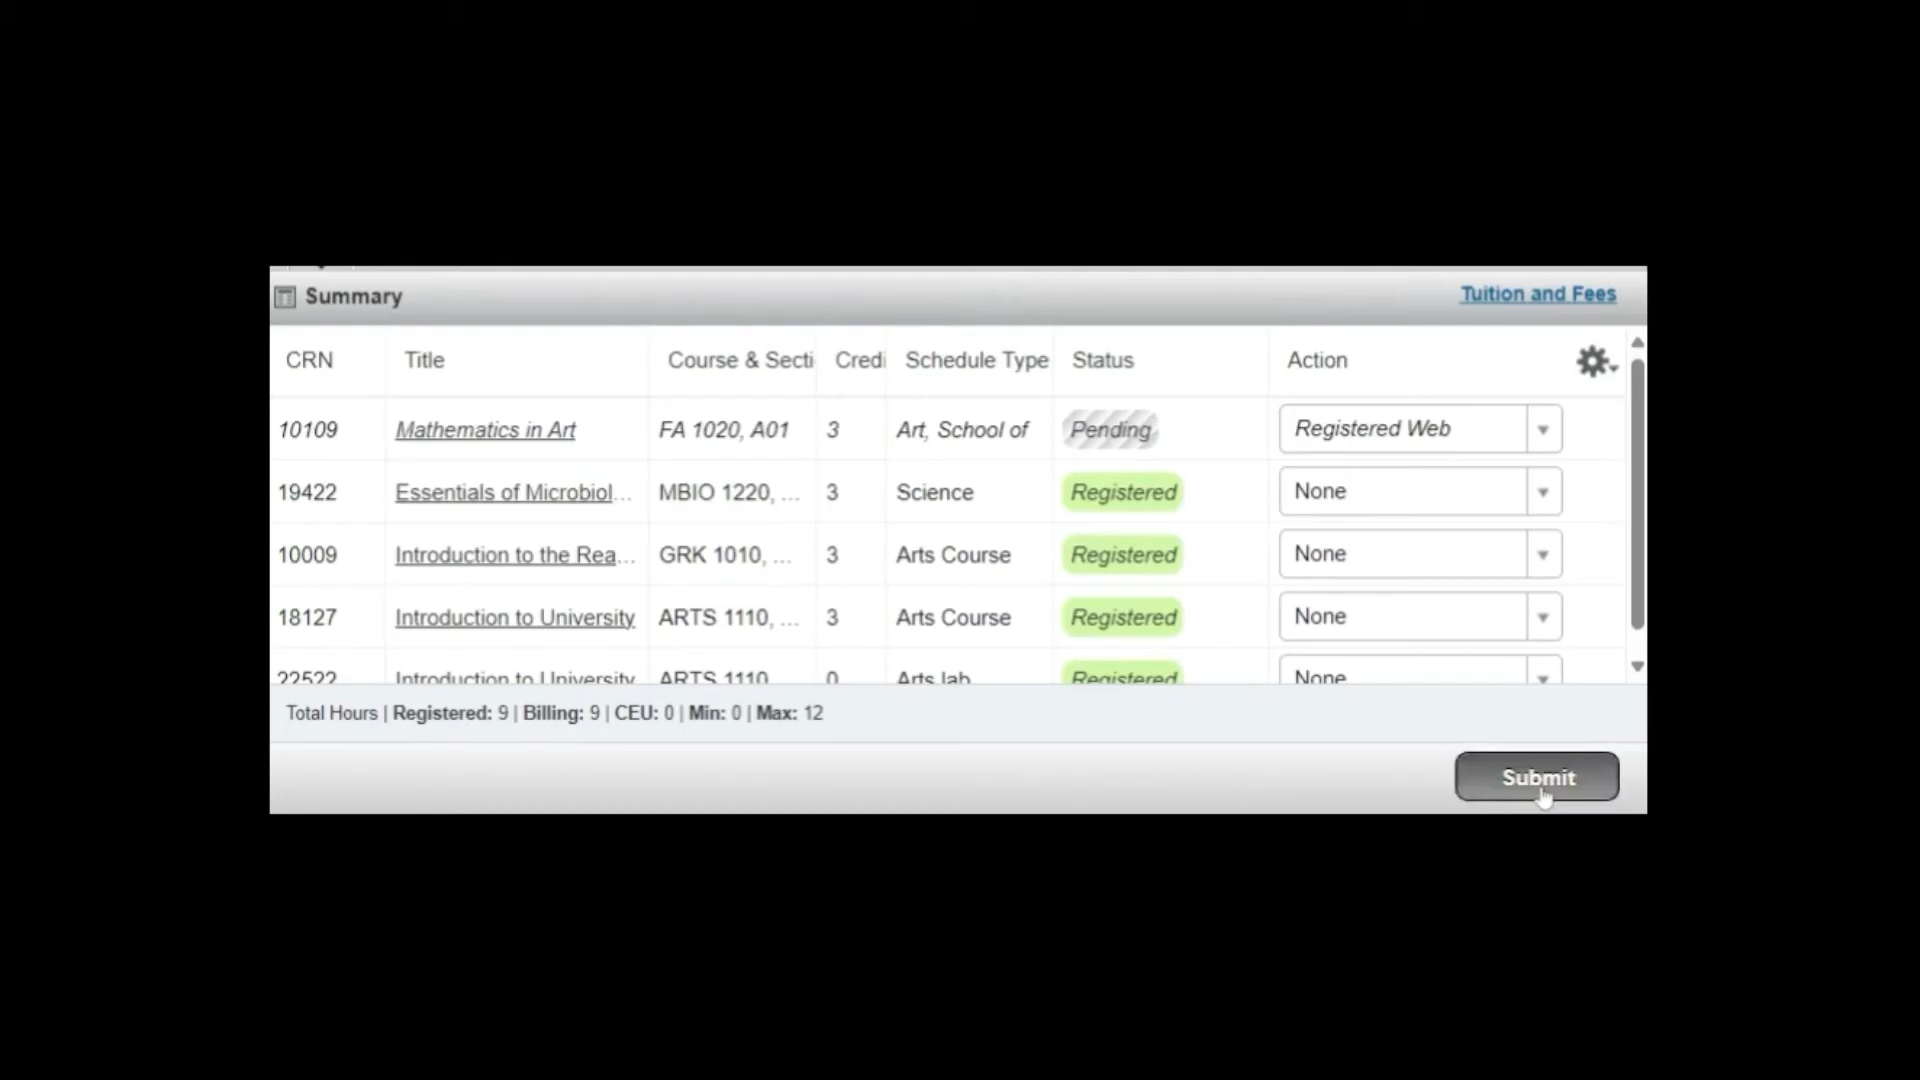 Summary Tuition and Fees
CRN Title Course & Secti Credi Schedule Type Status Action
10109 Mathematics in Art FA 1020, A01 3 Art, School of Pending Registered Web
19422 Essentials of Microbiol... MBIO 1220, ... 3 Science Registered None
10009 Introduction to the Rea... GRK 1010, ... 3 Arts Course Registered None
18127 Introduction to University ARTS 1110, ... 3 Arts Course Registered None
22522 Introduction to University ARTS 1110 0 Arts lab Registered None
Total Hours | Registered: 9 | Billing: 9 | CEU: 0 | Min: 0 | Max: 12
Submit